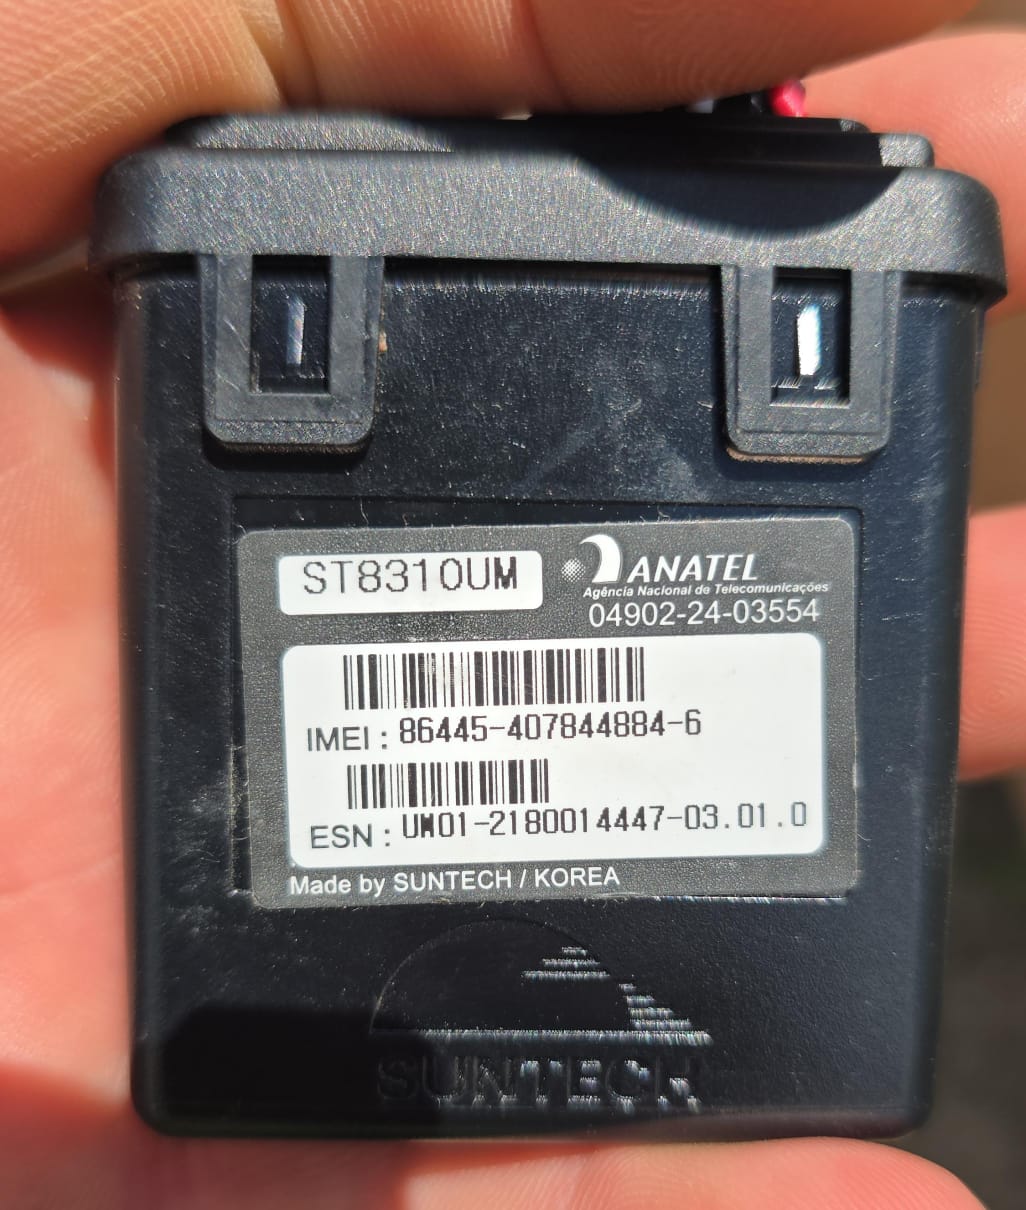 ST8310UM
ANATEL
Agência Nacional de Telecomunicações
04902-24-03554
IMEI : 86445-407844884-6
ESN : UM01-2180014447-03.01.0
Made by SUNTECH / KOREA
SUNTECH